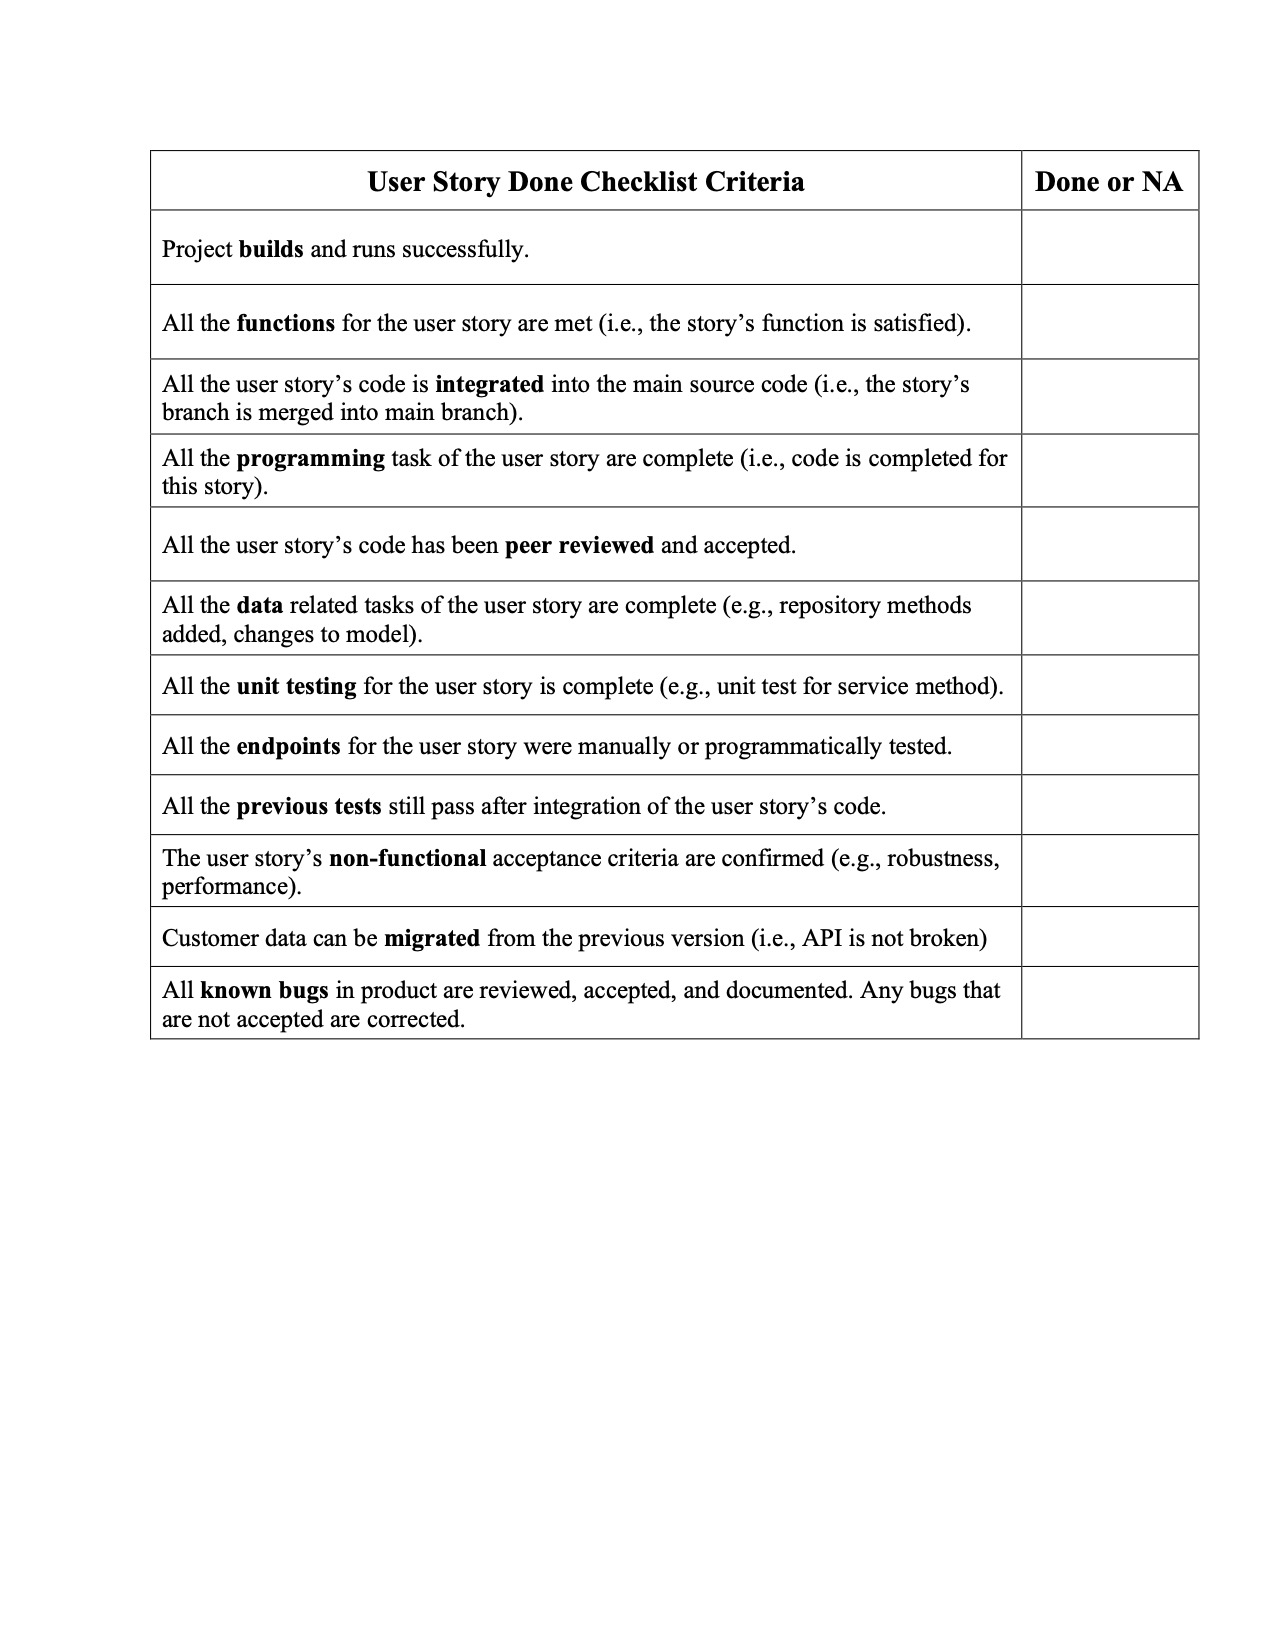 User Story Done Checklist Criteria
Done or NA
Project builds and runs successfully.
All the functions for the user story are met (i.e., the story’s function is satisfied).
All the user story’s code is integrated into the main source code (i.e., the story’s
branch is merged into main branch).
All the programming task of the user story are complete (i.e., code is completed for
this story).
All the user story’s code has been peer reviewed and accepted.
All the data related tasks of the user story are complete (e.g., repository methods
added, changes to model).
All the unit testing for the user story is complete (e.g., unit test for service method).
All the endpoints for the user story were manually or programmatically tested.
All the previous tests still pass after integration of the user story’s code.
The user story’s non-functional acceptance criteria are confirmed (e.g., robustness,
performance).
Customer data can be migrated from the previous version (i.e., API is not broken)
All known bugs in product are reviewed, accepted, and documented. Any bugs that
are not accepted are corrected.